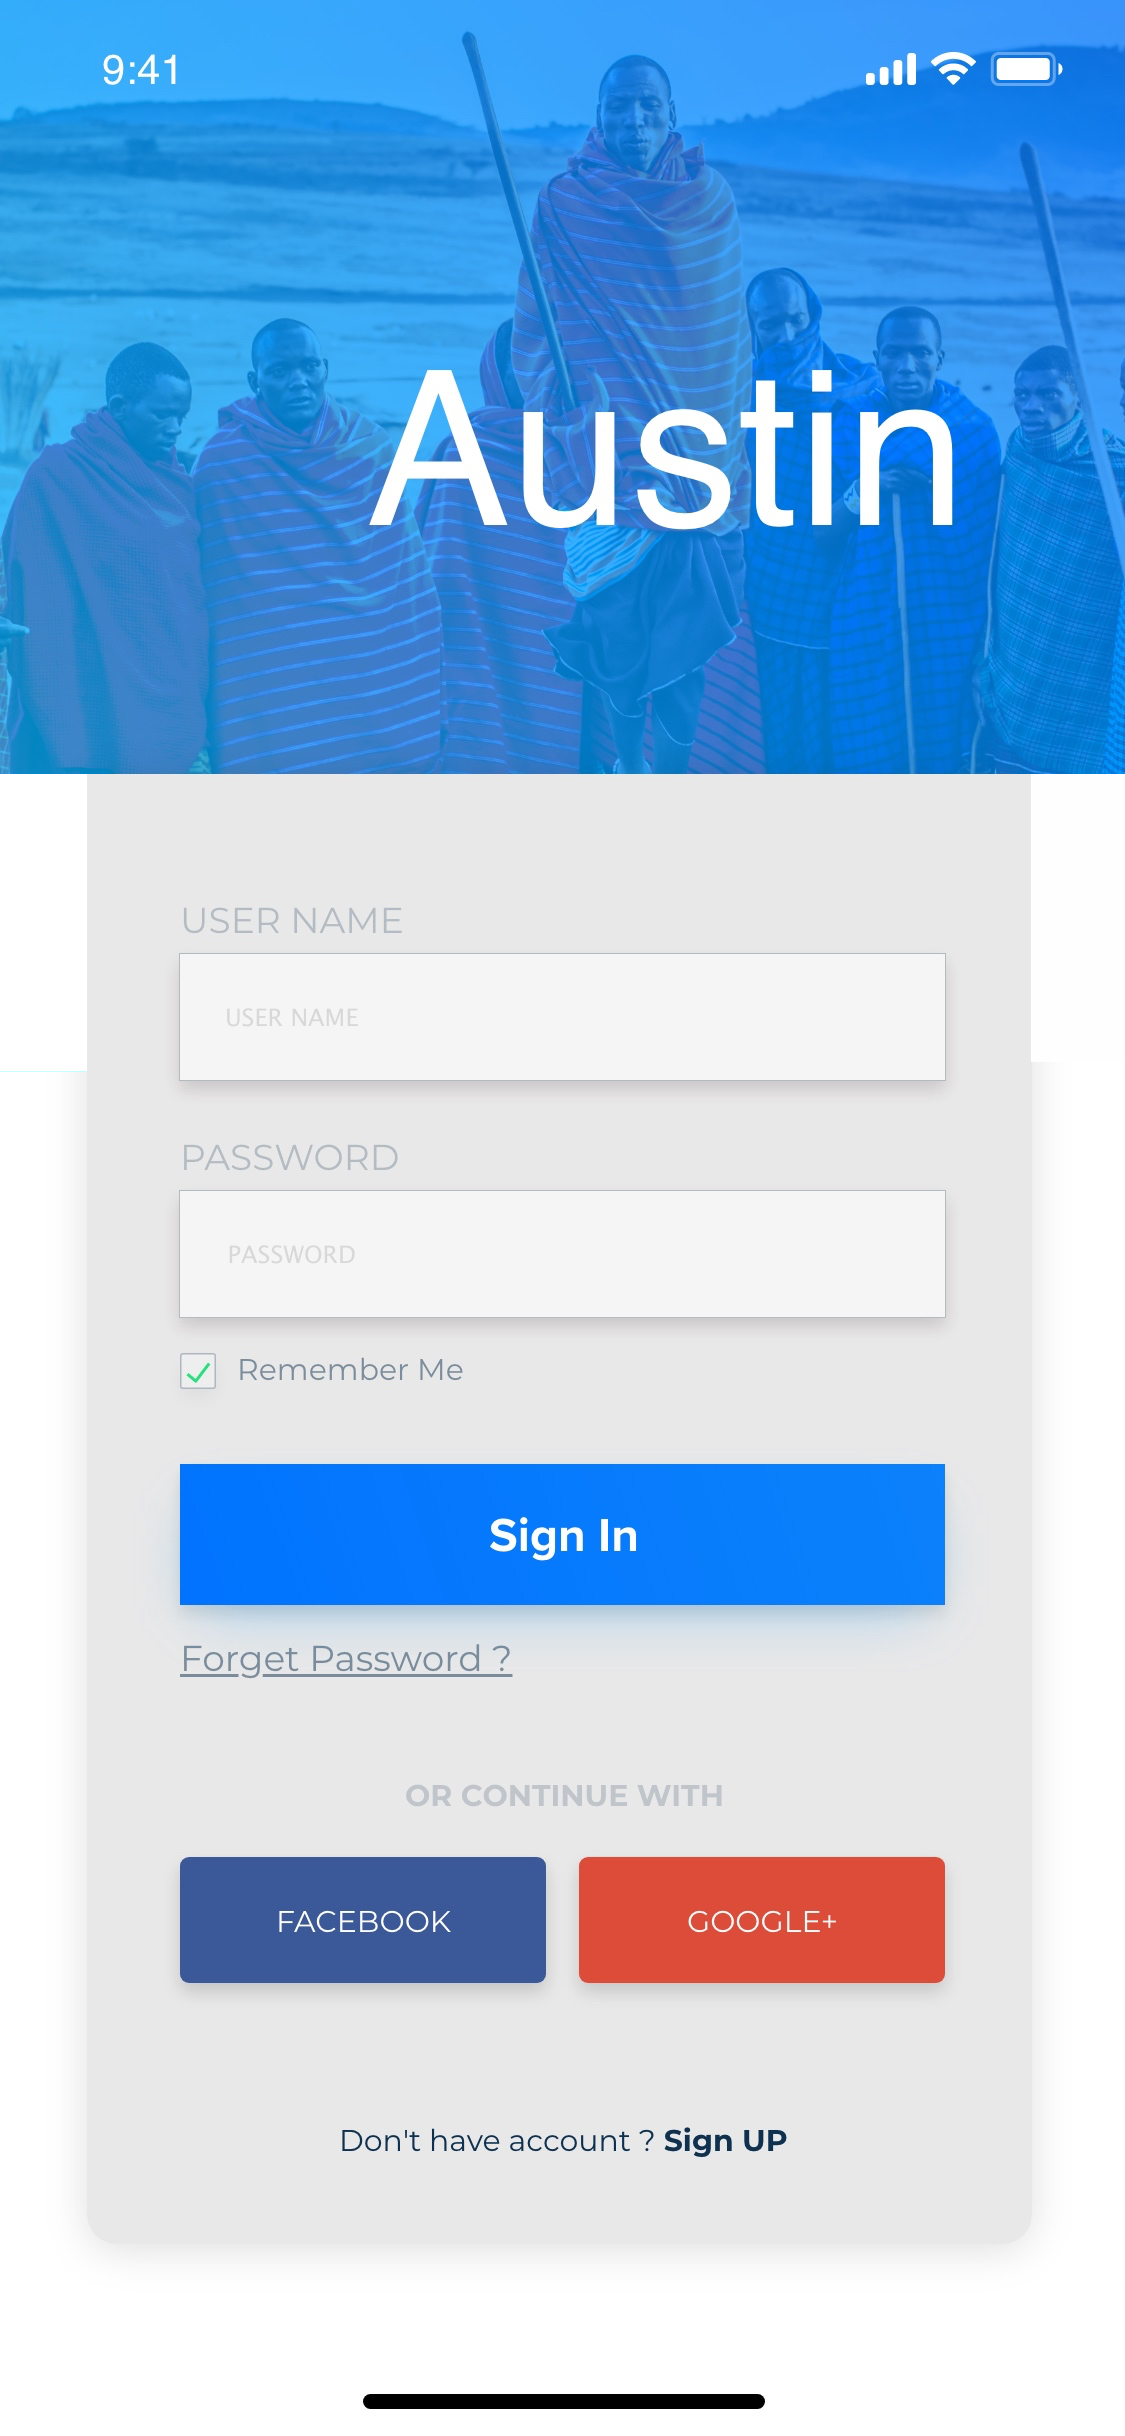 9:41
Austin
USER NAME
USER NAME
PASSWORD
PASSWORD
Remember Me
Sign In
Forget Password ?
OR CONTINUE WITH
FACEBOOK
GOOGLE+
Don't have account ? Sign UP